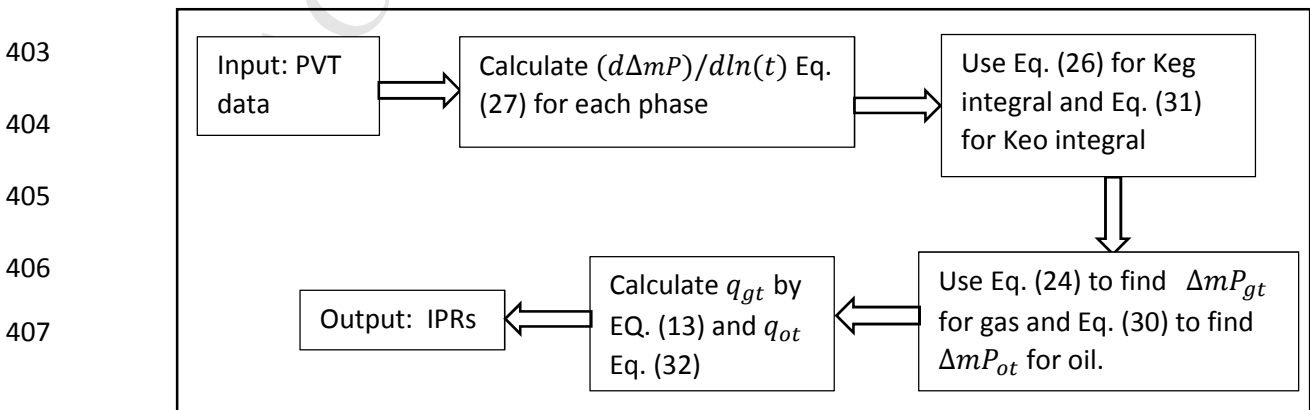 403
404
405
406
407
Input: PVT
data
Calculate (dΔmP)/dln(t) Eq.
(27) for each phase
Use Eq. (26) for Keg
integral and Eq. (31)
for Keo integral
Use Eq. (24) to find ΔmP_gt
for gas and Eq. (30) to find
ΔmP_ot for oil.
Calculate q_gt by
EQ. (13) and q_ot
Eq. (32)
Output: IPRs